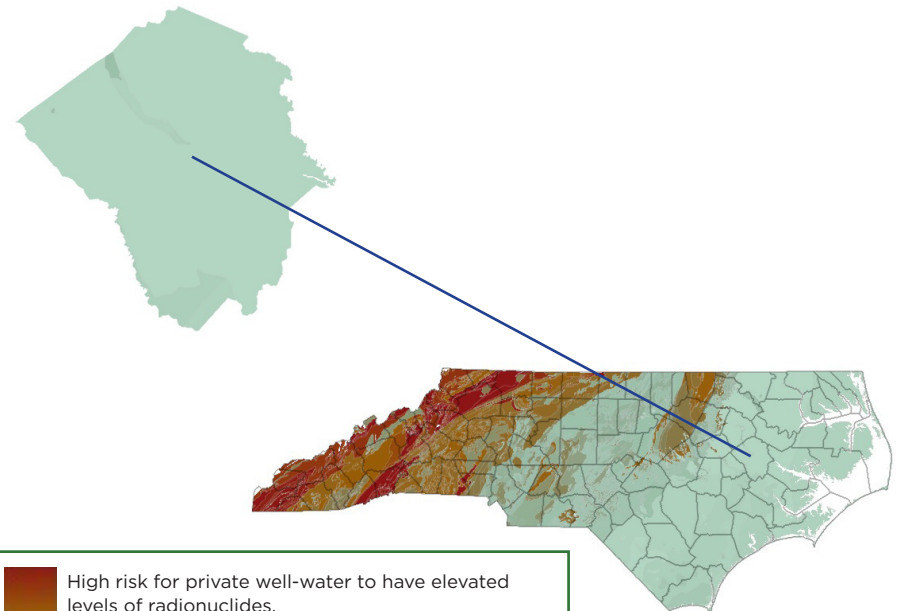 High risk for private well-water to have elevated
levels of radionuclides.